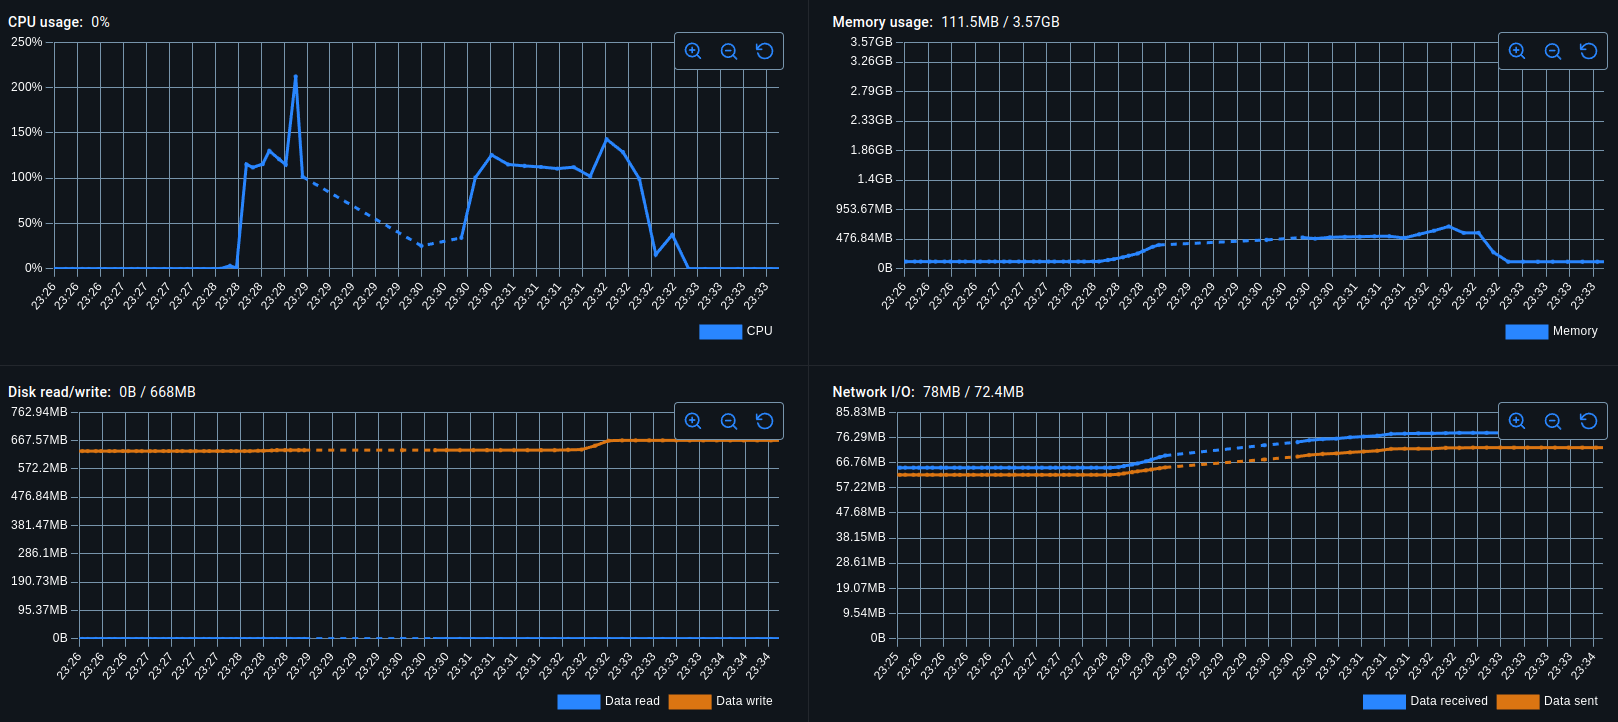 CPU usage: 0%
250%
200%
150%
100%
50%
0%
23:26 23:26 23:26 23:27 23:27 23:27 23:27 23:28 23:28 23:28 23:28 23:29 23:29 23:29 23:29 23:29 23:30 23:30 23:30 23:30 23:30 23:31 23:31 23:31 23:32 23:32 23:32 23:32 23:33 23:33 23:33 23:33
CPU
Memory usage: 111.5MB / 3.57GB
3.57GB
3.26GB
2.79GB
2.33GB
1.86GB
1.4GB
953.67MB
476.84MB
0B
23:26 23:26 23:26 23:26 23:27 23:27 23:27 23:28 23:28 23:28 23:28 23:29 23:29 23:29 23:29 23:30 23:30 23:30 23:30 23:31 23:31 23:31 23:32 23:32 23:32 23:32 23:33 23:33 23:33 23:33
Memory
Disk read/write: 0B / 668MB
762.94MB
667.57MB
572.2MB
476.84MB
381.47MB
286.1MB
190.73MB
95.37MB
0B
23:26 23:26 23:26 23:27 23:27 23:27 23:27 23:28 23:28 23:28 23:29 23:29 23:29 23:29 23:30 23:30 23:30 23:30 23:31 23:31 23:31 23:32 23:32 23:32 23:33 23:33 23:33 23:33 23:34 23:34 23:34
Data read Data write
Network I/O: 78MB / 72.4MB
85.83MB
76.29MB
66.76MB
57.22MB
47.68MB
38.15MB
28.61MB
19.07MB
9.54MB
0B
23:25 23:26 23:26 23:26 23:27 23:27 23:27 23:27 23:28 23:28 23:28 23:28 23:29 23:29 23:29 23:29 23:30 23:30 23:30 23:31 23:31 23:31 23:31 23:32 23:32 23:32 23:33 23:33 23:33 23:33 23:34
Data received Data sent